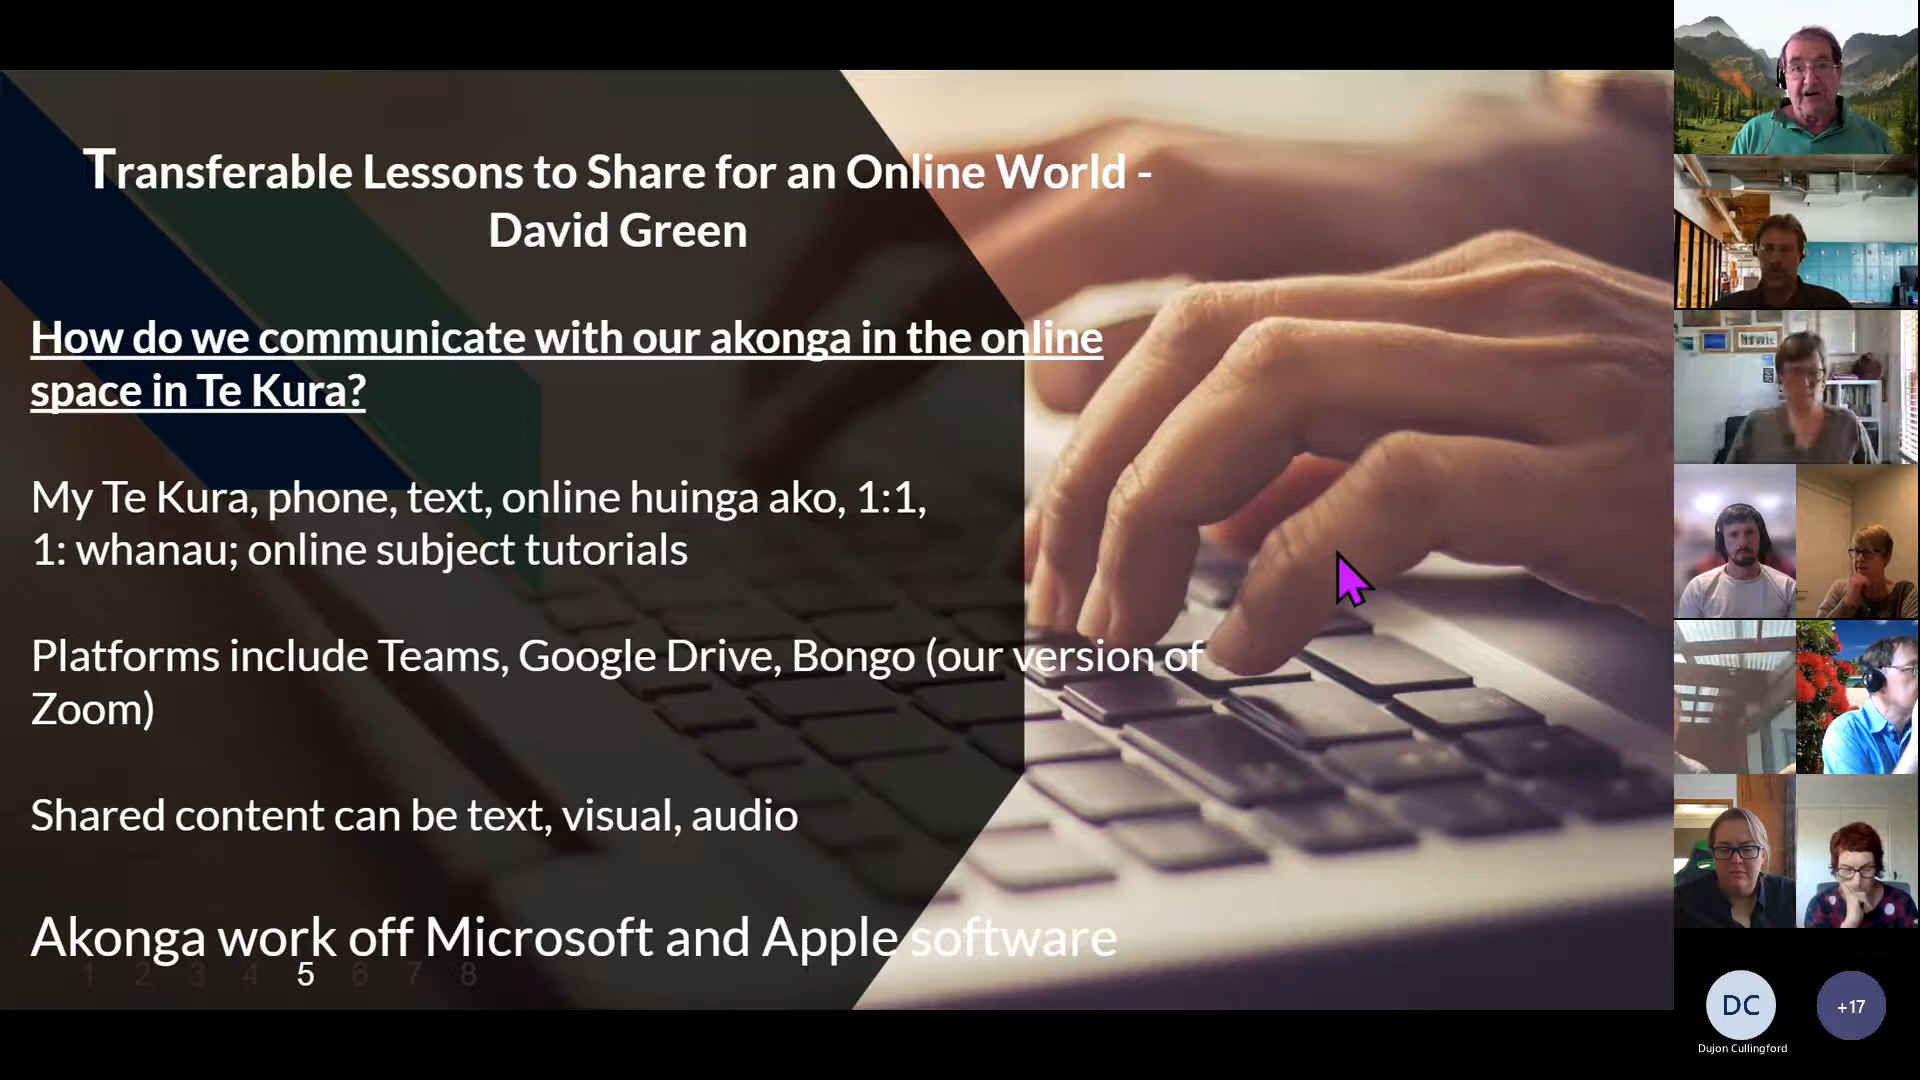 Transferable Lessons to Share for an Online World -
David Green
How do we communicate with our akonga in the online
space in Te Kura?
My Te Kura, phone, text, online huinga ako, 1:1,
1: whanau; online subject tutorials
Platforms include Teams, Google Drive, Bongo (our version of
Zoom)
Shared content can be text, visual, audio
Akonga work off Microsoft and Apple software
1 2 3 4 5 6 7 8
DC
Dujon Cullingford
+17